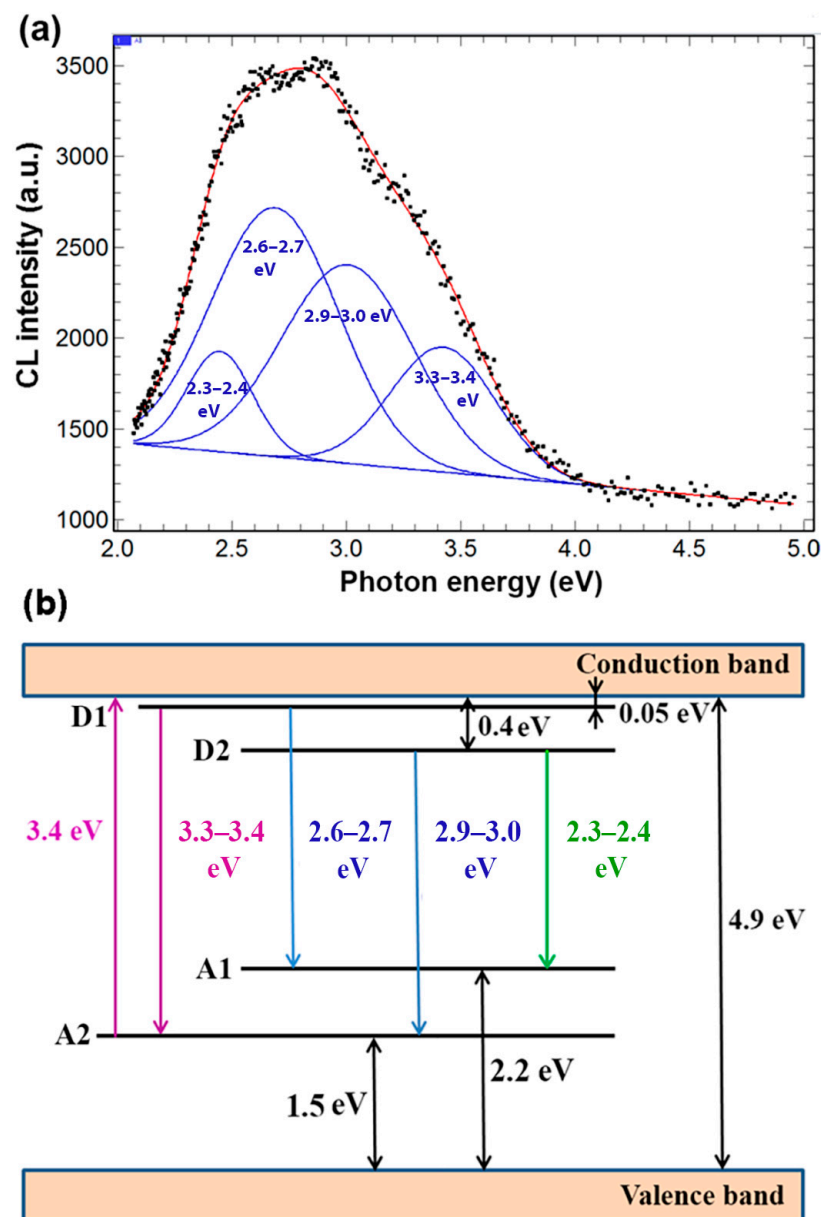 (a)
1
3500
3000
2500
2000
1500
1000
CL intensity (a.u.)
2.6–2.7
eV
2.9–3.0 eV
2.3–2.4
eV
3.3–3.4
eV
2.0
2.5
3.0
3.5
4.0
4.5
5.0
Photon energy (eV)
(b)
Conduction band
D1
0.05 eV
0.4 eV
D2
3.4 eV
3.3–3.4
eV
2.6–2.7
eV
2.9–3.0
eV
2.3–2.4
eV
4.9 eV
A1
A2
2.2 eV
1.5 eV
Valence band